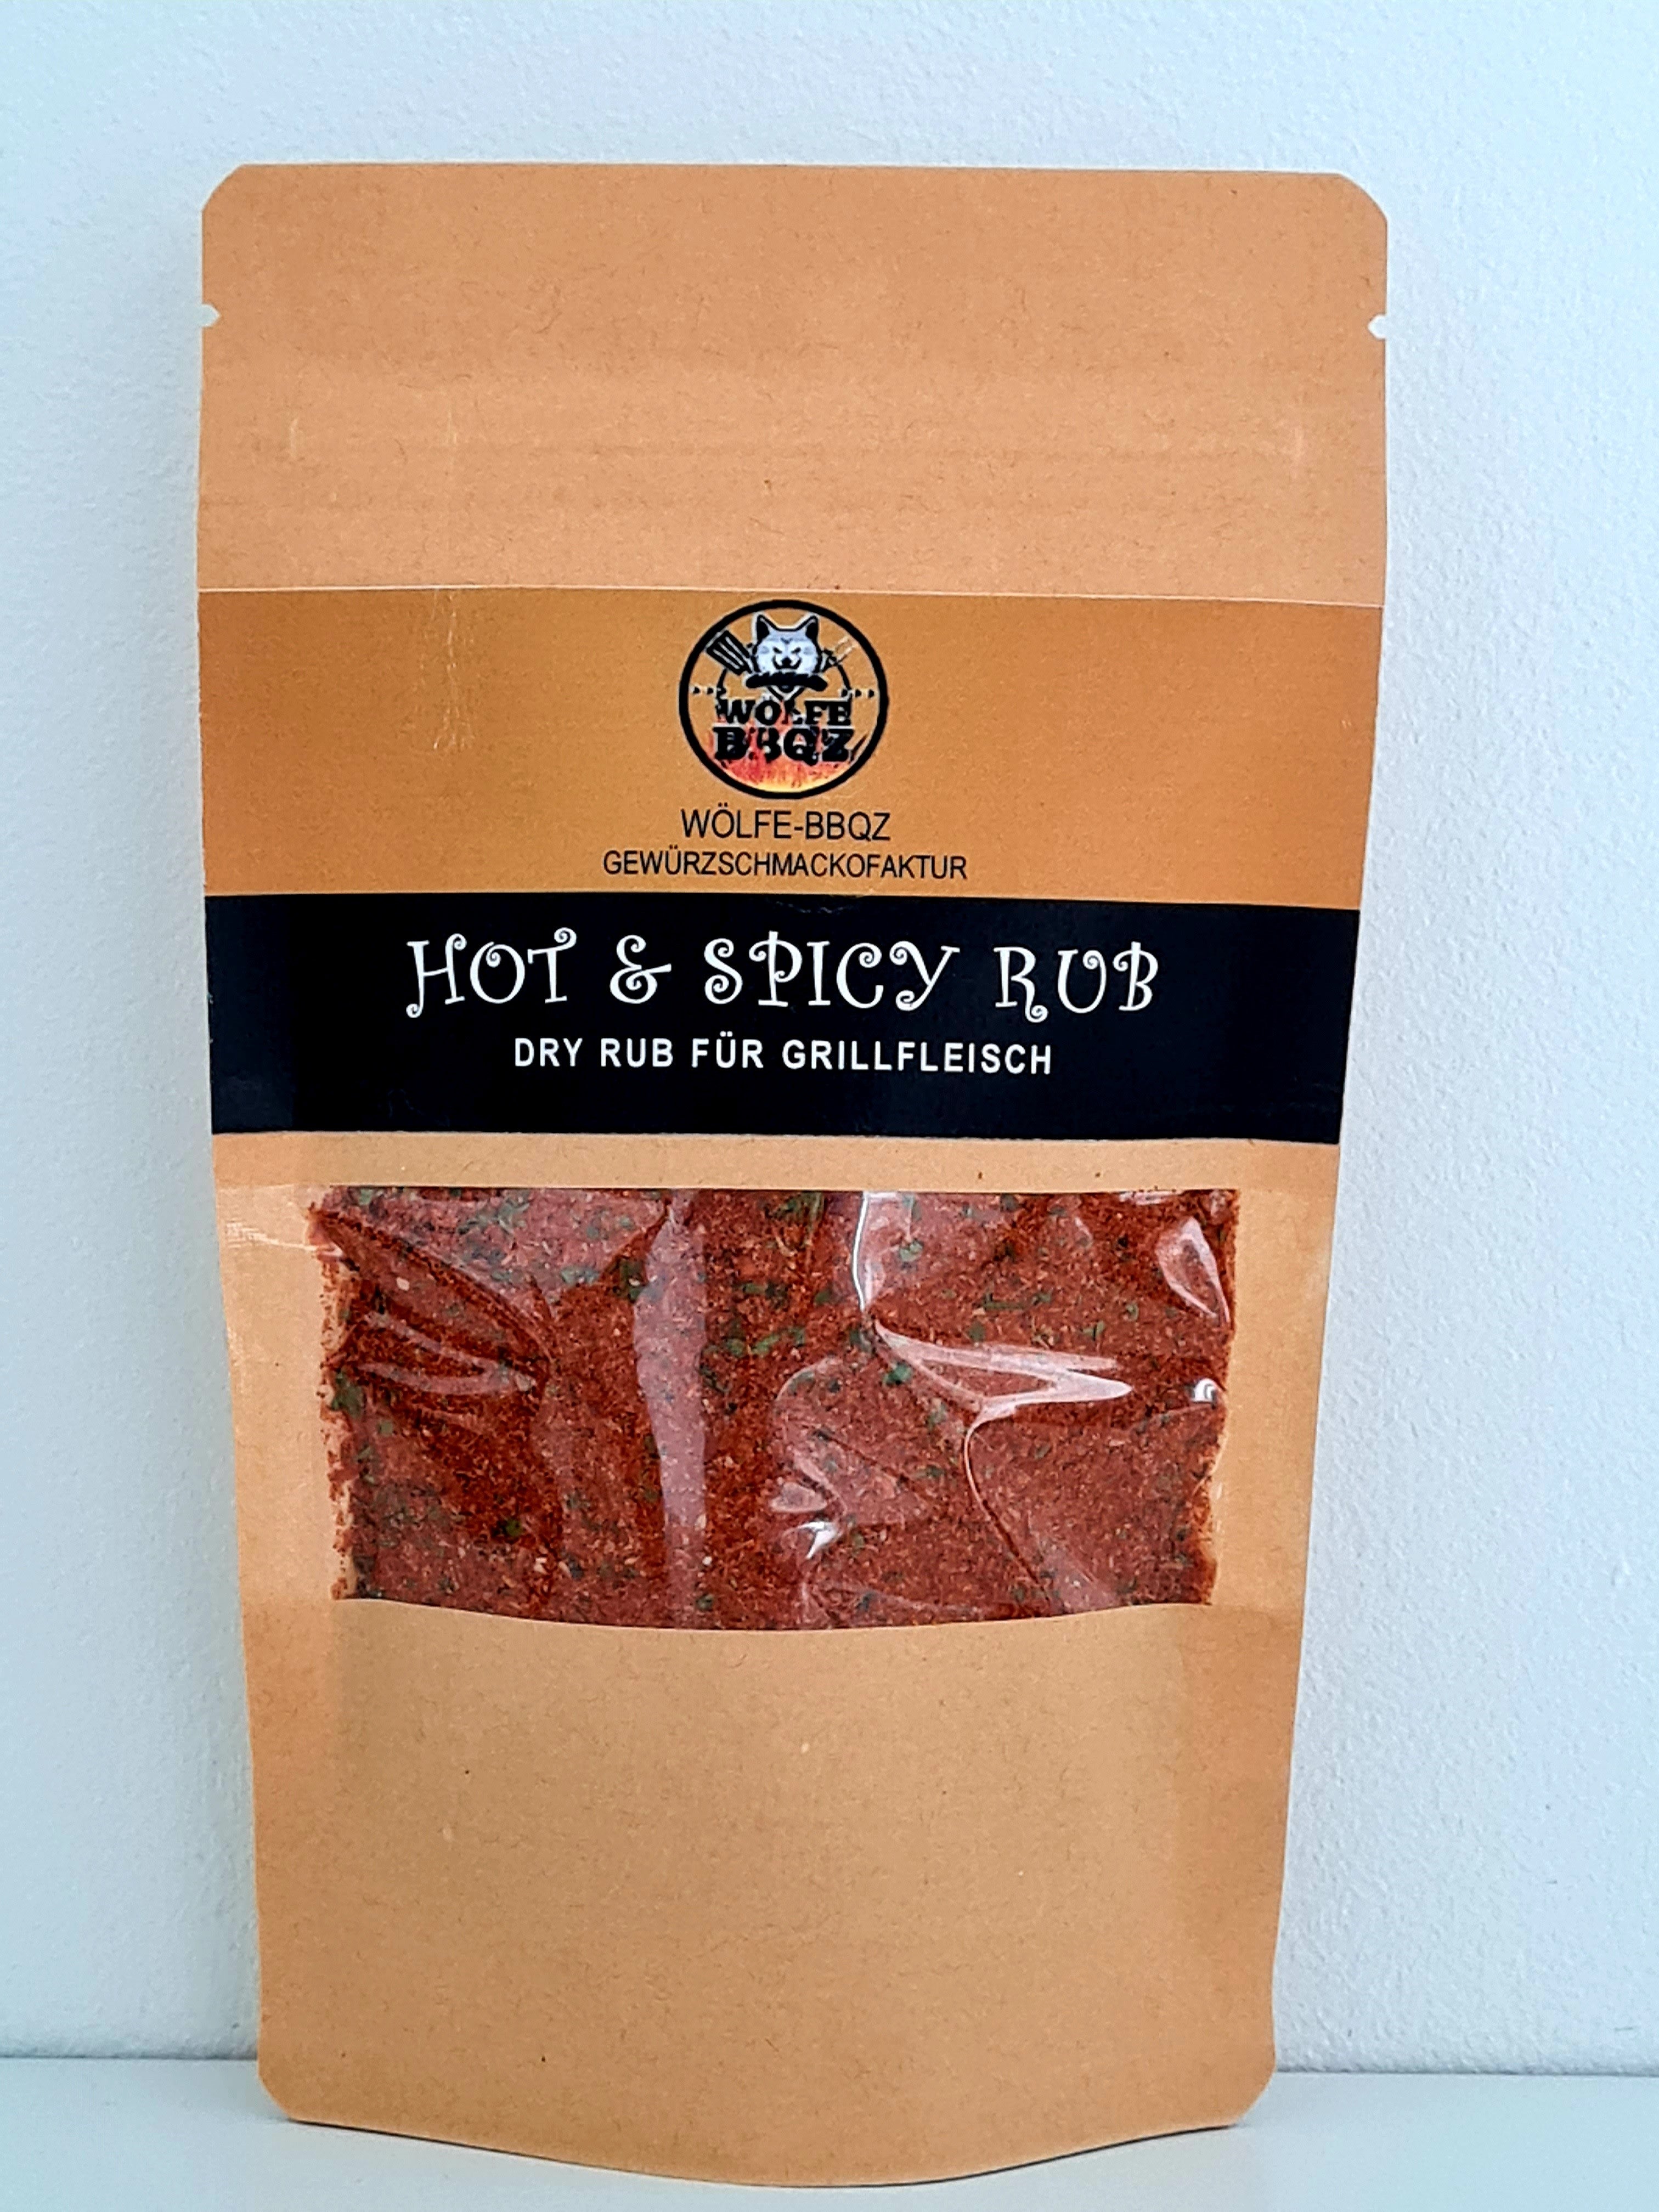 WÖLFE
BBQZ
WÖLFE-BBQZ
GEWÜRZSCHMACKOFAKTUR
HOT & SPICY RUB
DRY RUB FÜR GRILLFLEISCH